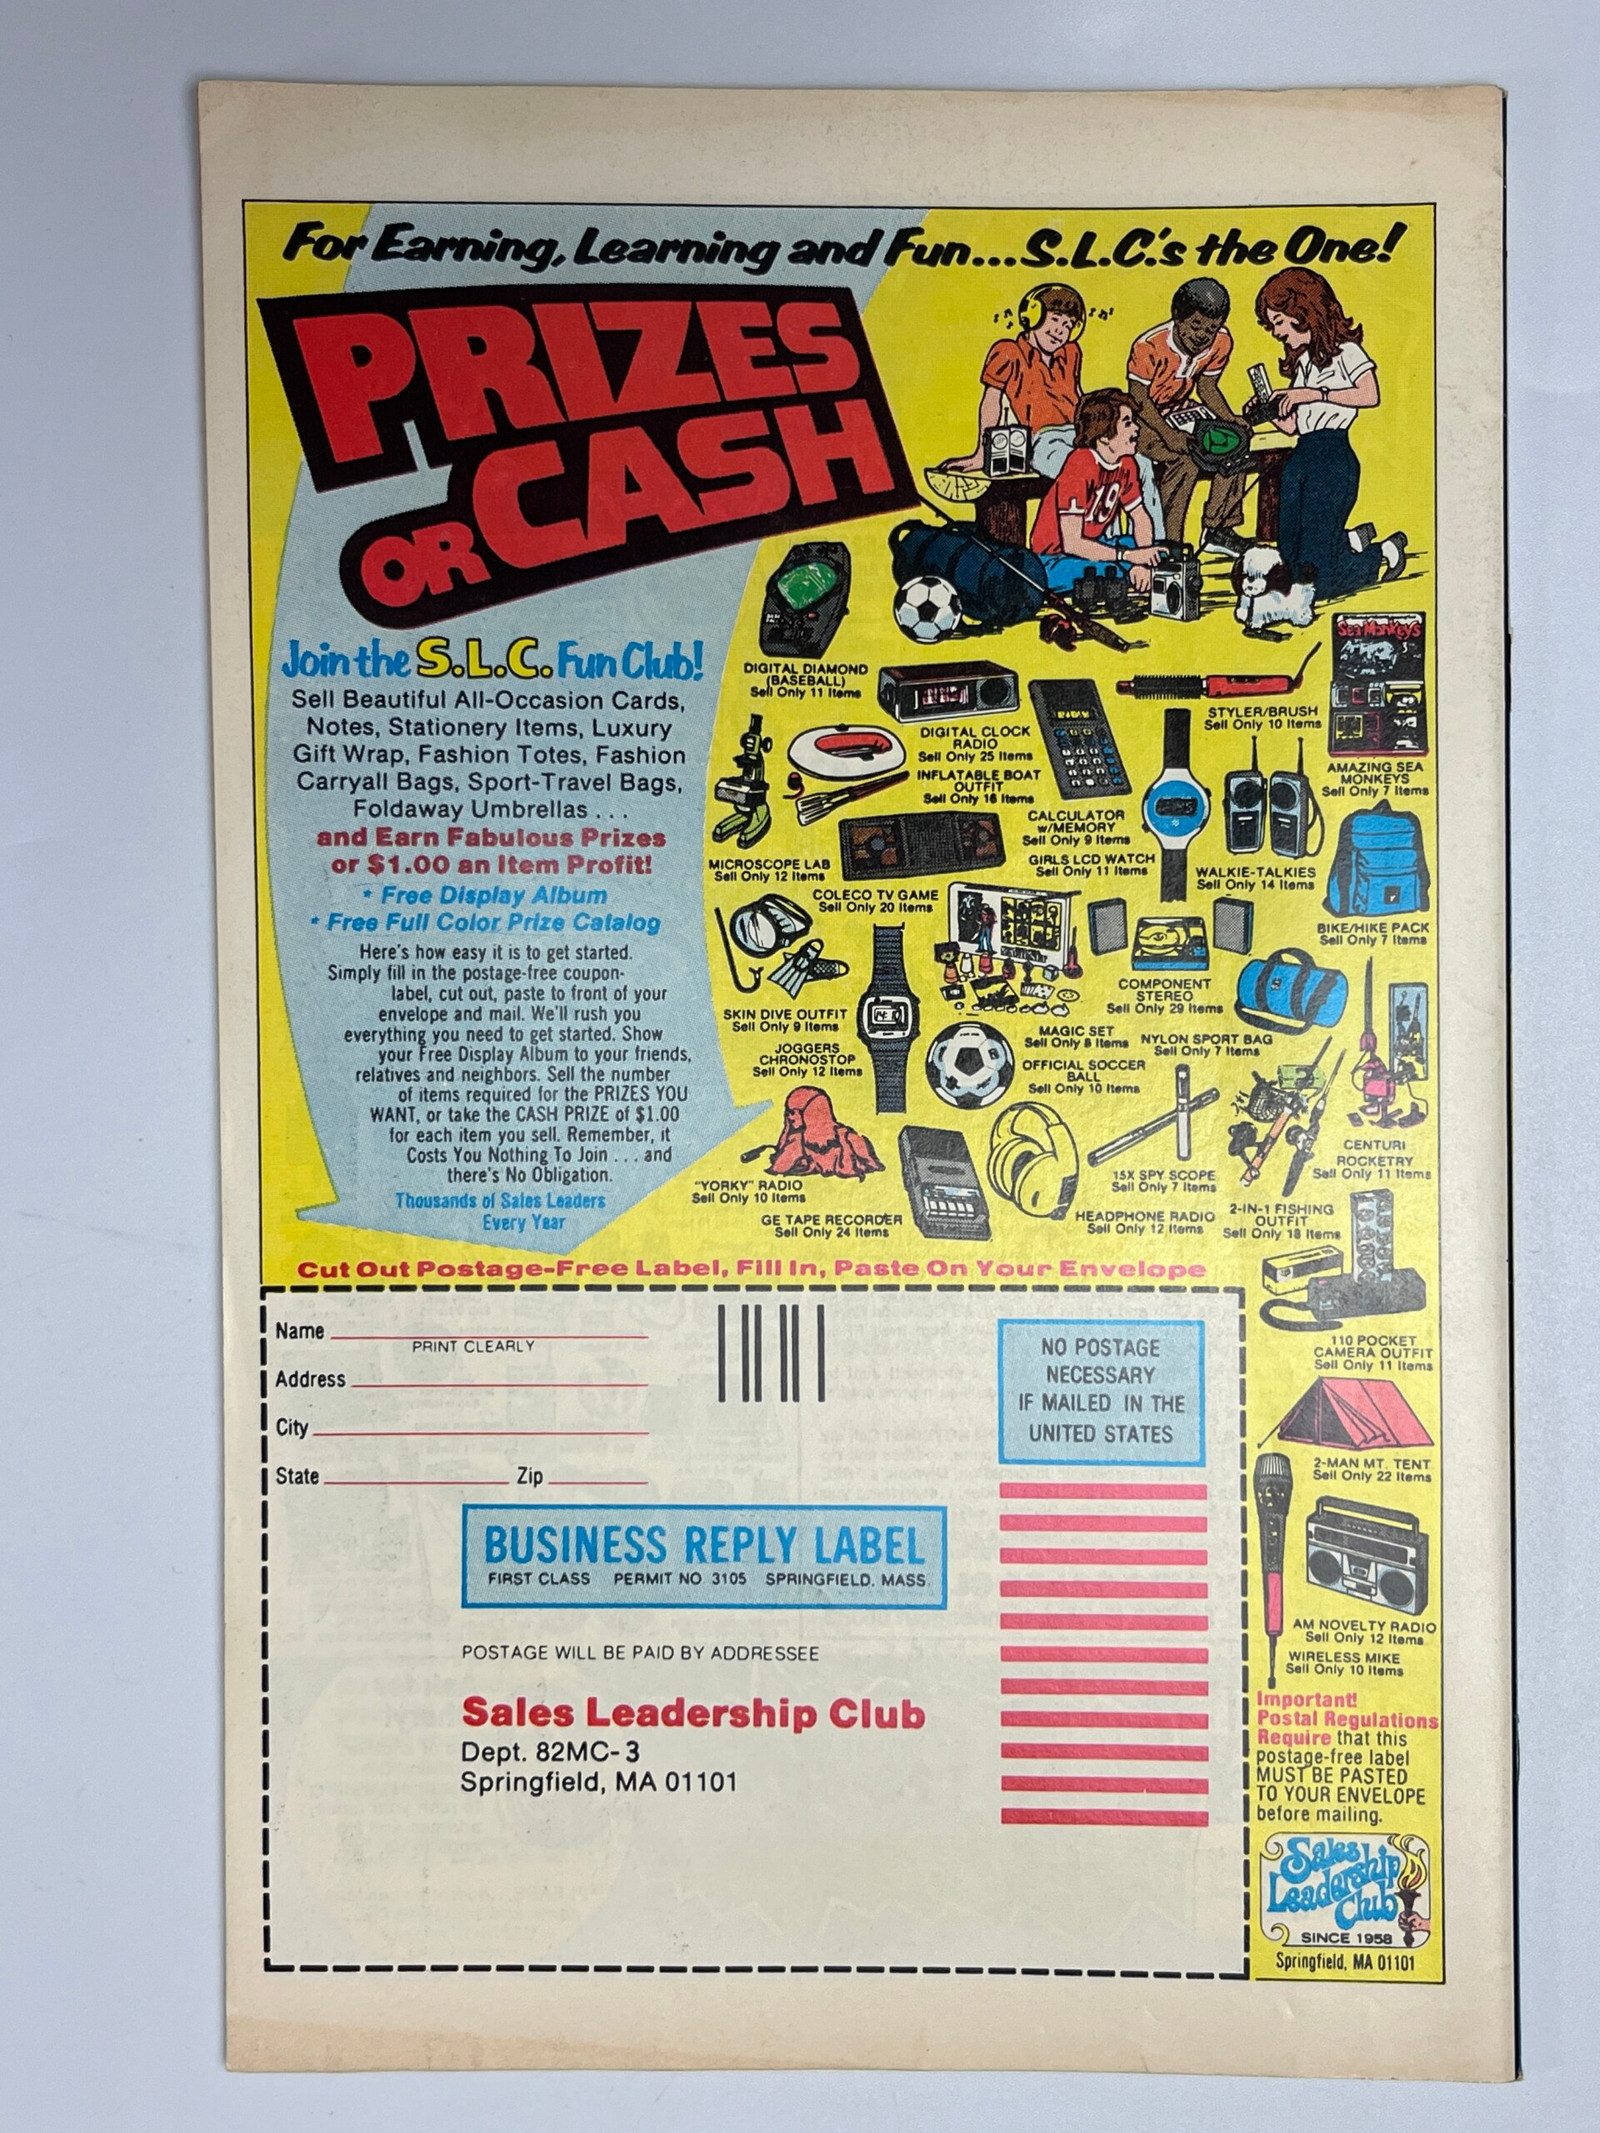 For Earning, Learning and Fun...S.L.C.'s the One!
PRIZES
OR CASH
Join the S.L.C. Fun Club!
Sell Beautiful All-Occasion Cards,
Notes, Stationery Items, Luxury
Gift Wrap, Fashion Totes, Fashion
Carryall Bags, Sport-Travel Bags,
Foldaway Umbrellas . . .
and Earn Fabulous Prizes
or $1.00 an Item Profit!
* Free Display Album
* Free Full Color Prize Catalog
Here's how easy it is to get started.
Simply fill in the postage-free coupon-
label, cut out, paste to front of your
envelope and mail. We'll rush you
everything you need to get started. Show
your Free Display Album to your friends,
relatives and neighbors. Sell the number
of items required for the PRIZES YOU
WANT, or take the CASH PRIZE of $1.00
for each item you sell. Remember, it
Costs You Nothing To Join . . . and
there's No Obligation.
Thousands of Sales Leaders
Every Year
19
DIGITAL DIAMOND
(BASEBALL)
Sell Only 11 Items
DIGITAL CLOCK
RADIO
Sell Only 25 Items
STYLER/BRUSH
Sell Only 10 Items
Sea Monkeys
AMAZING SEA
MONKEYS
Sell Only 7 Items
INFLATABLE BOAT
OUTFIT
Sell Only 16 Items
CALCULATOR
w/MEMORY
Sell Only 9 Items
MICROSCOPE LAB
Sell Only 12 Items
GIRLS LCD WATCH
Sell Only 11 Items
WALKIE-TALKIES
Sell Only 14 Items
COLECO TV GAME
Sell Only 20 Items
BIKE/HIKE PACK
Sell Only 7 Items
COMPONENT
STEREO
Sell Only 29 Items
SKIN DIVE OUTFIT
Sell Only 9 Items
MAGIC SET
Sell Only 8 Items
NYLON SPORT BAG
Sell Only 7 Items
JOGGERS
CHRONOSTOP
Sell Only 12 Items
OFFICIAL SOCCER
BALL
Sell Only 10 Items
CENTURI
ROCKETRY
Sell Only 11 Items
15X SPY SCOPE
Sell Only 7 Items
"YORKY" RADIO
Sell Only 10 Items
GE TAPE RECORDER
Sell Only 24 Items
HEADPHONE RADIO
Sell Only 12 Items
2-IN-1 FISHING
OUTFIT
Sell Only 18 Items
110 POCKET
CAMERA OUTFIT
Sell Only 11 Items
2-MAN MT. TENT
Sell Only 22 Items
AM NOVELTY RADIO
Sell Only 12 Items
WIRELESS MIKE
Sell Only 10 Items
Important!
Postal Regulations
Require that this
postage-free label
MUST BE PASTED
TO YOUR ENVELOPE
before mailing.
Sales
Leadership
Club
SINCE 1958
Springfield, MA 01101
Cut Out Postage-Free Label, Fill In, Paste On Your Envelope
Name
PRINT CLEARLY
Address
City
State Zip
NO POSTAGE
NECESSARY
IF MAILED IN THE
UNITED STATES
BUSINESS REPLY LABEL
FIRST CLASS PERMIT NO. 3105 SPRINGFIELD, MASS.
POSTAGE WILL BE PAID BY ADDRESSEE
Sales Leadership Club
Dept. 82MC-3
Springfield, MA 01101